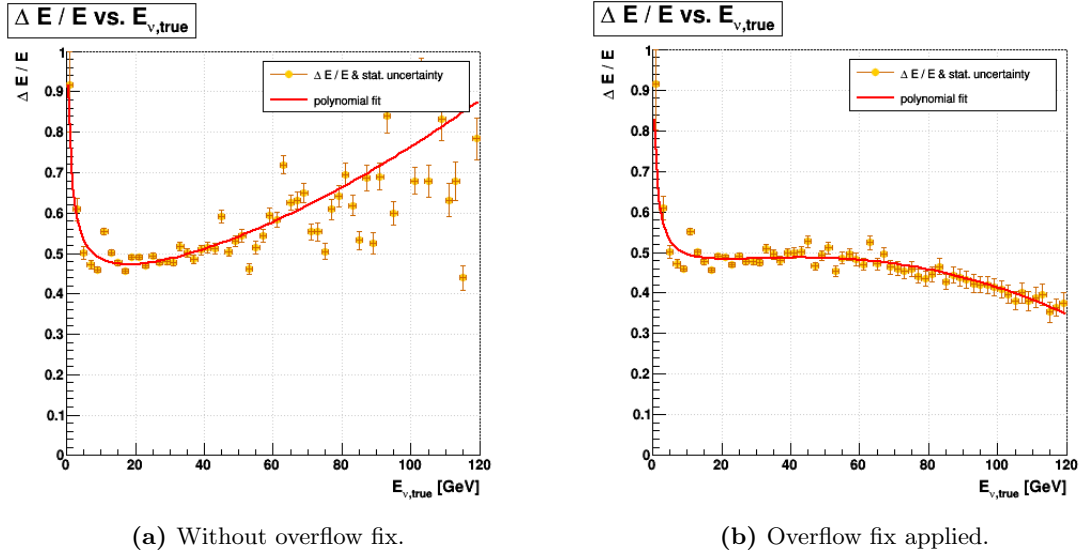 Δ E / E vs. E_ν,true
Δ E / E
1
0.9
0.8
0.7
0.6
0.5
0.4
0.3
0.2
0.1
0
Δ E / E & stat. uncertainty
polynomial fit
0 20 40 60 80 100 120
E_ν,true [GeV]
(a) Without overflow fix.
Δ E / E vs. E_ν,true
Δ E / E
1
0.9
0.8
0.7
0.6
0.5
0.4
0.3
0.2
0.1
0
Δ E / E & stat. uncertainty
polynomial fit
0 20 40 60 80 100 120
E_ν,true [GeV]
(b) Overflow fix applied.